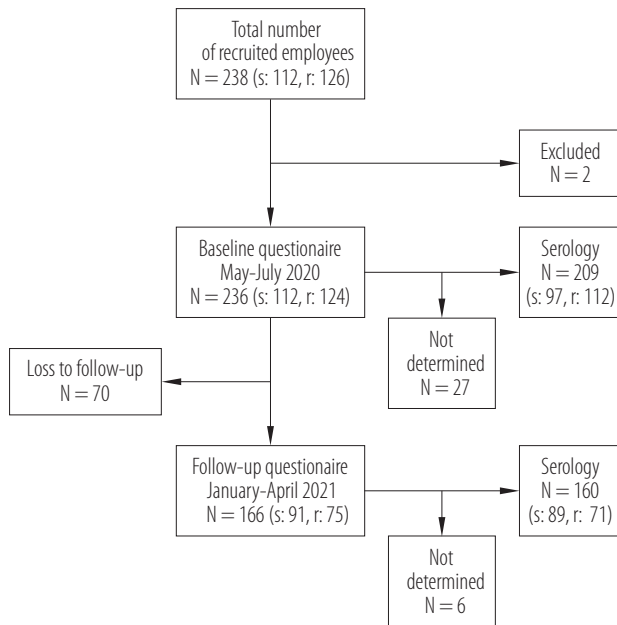 Total number
of recruited employees
N = 238 (s: 112, r: 126)
Excluded
N = 2
Baseline questionaire
May-July 2020
N = 236 (s: 112, r: 124)
Serology
N = 209
(s: 97, r: 112)
Not
determined
N = 27
Loss to follow-up
N = 70
Follow-up questionaire
January-April 2021
N = 166 (s: 91, r: 75)
Serology
N = 160
(s: 89, r: 71)
Not
determined
N = 6